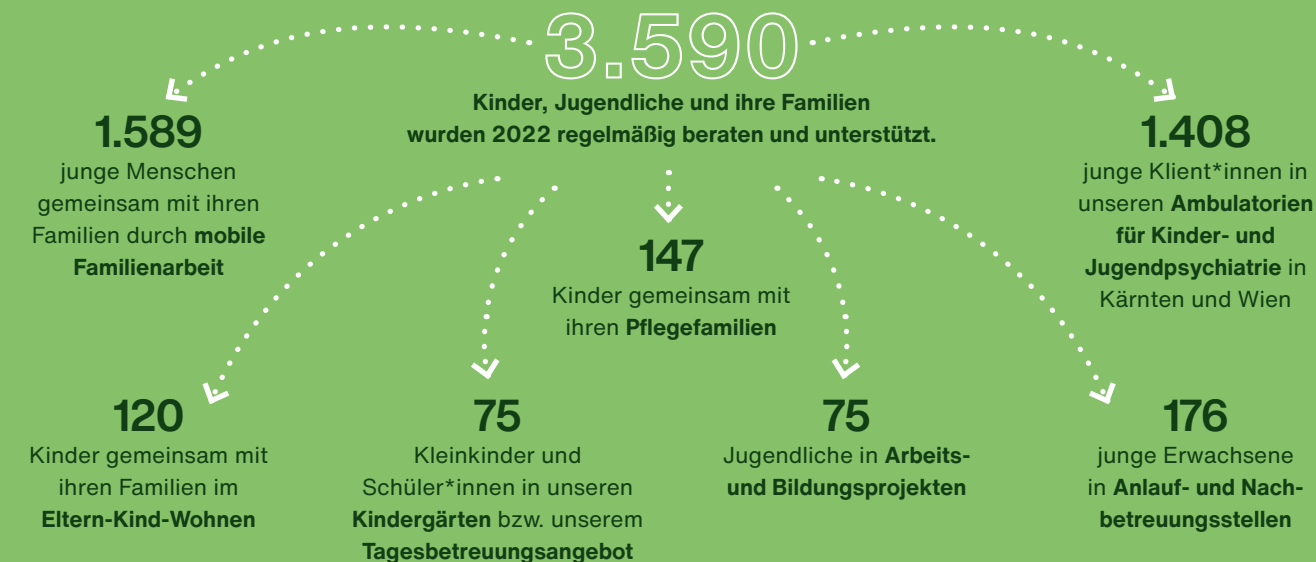 3.590
Kinder, Jugendliche und ihre Familien
wurden 2022 regelmäßig beraten und unterstützt.
1.589
junge Menschen
gemeinsam mit ihren
Familien durch mobile
Familienarbeit
1.408
junge Klient*innen in
unseren Ambulatorien
für Kinder- und
Jugendpsychiatrie in
Kärnten und Wien
147
Kinder gemeinsam mit
ihren Pflegefamilien
120
Kinder gemeinsam mit
ihren Familien im
Eltern-Kind-Wohnen
75
Kleinkinder und
Schüler*innen in unseren
Kindergärten bzw. unserem
Tagesbetreuungsangebot
75
Jugendliche in Arbeits-
und Bildungsprojekten
176
junge Erwachsene
in Anlauf- und Nach-
betreuungsstellen